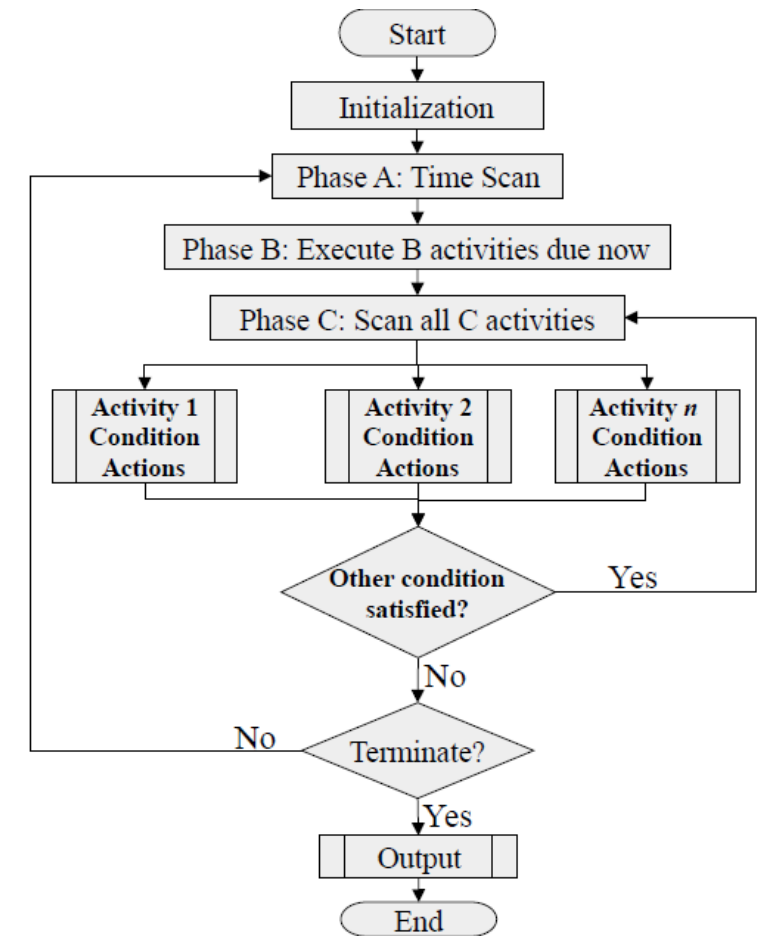 Start
Initialization
Phase A: Time Scan
Phase B: Execute B activities due now
Phase C: Scan all C activities
Activity 1
Condition
Actions
Activity 2
Condition
Actions
Activity n
Condition
Actions
Other condition
satisfied?
Yes
No
No
Terminate?
Yes
Output
End